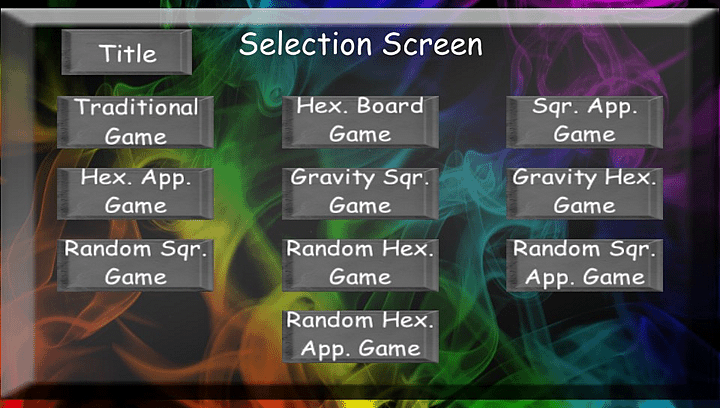 Selection Screen
Title
Traditional
Game
Hex. Board
Game
Sqr. App.
Game
Hex. App.
Game
Gravity Sqr.
Game
Gravity Hex.
Game
Random Sqr.
Game
Random Hex.
Game
Random Sqr.
App. Game
Random Hex.
App. Game